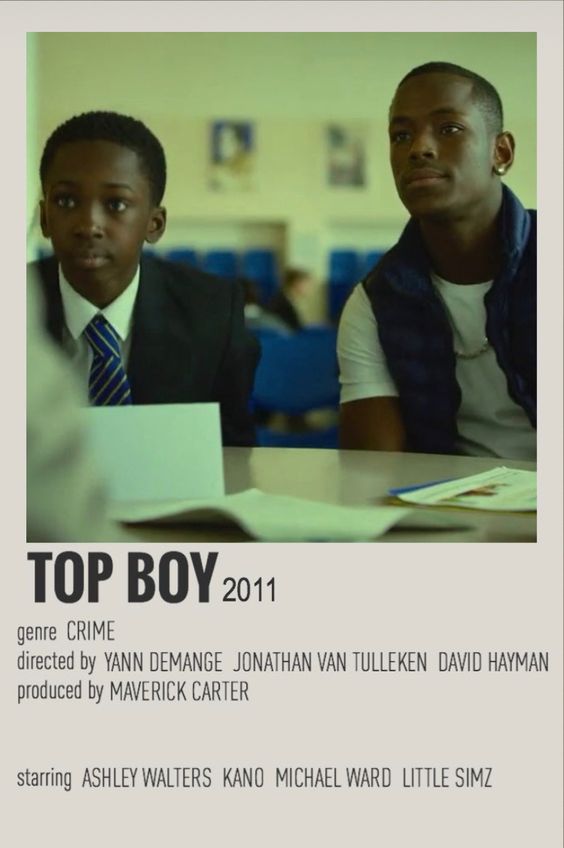 TOP BOY 2011
genre CRIME
directed by YANN DEMANGE JONATHAN VAN TULLEKEN DAVID HAYMAN
produced by MAVERICK CARTER
starring ASHLEY WALTERS KANO MICHAEL WARD LITTLE SIMZ